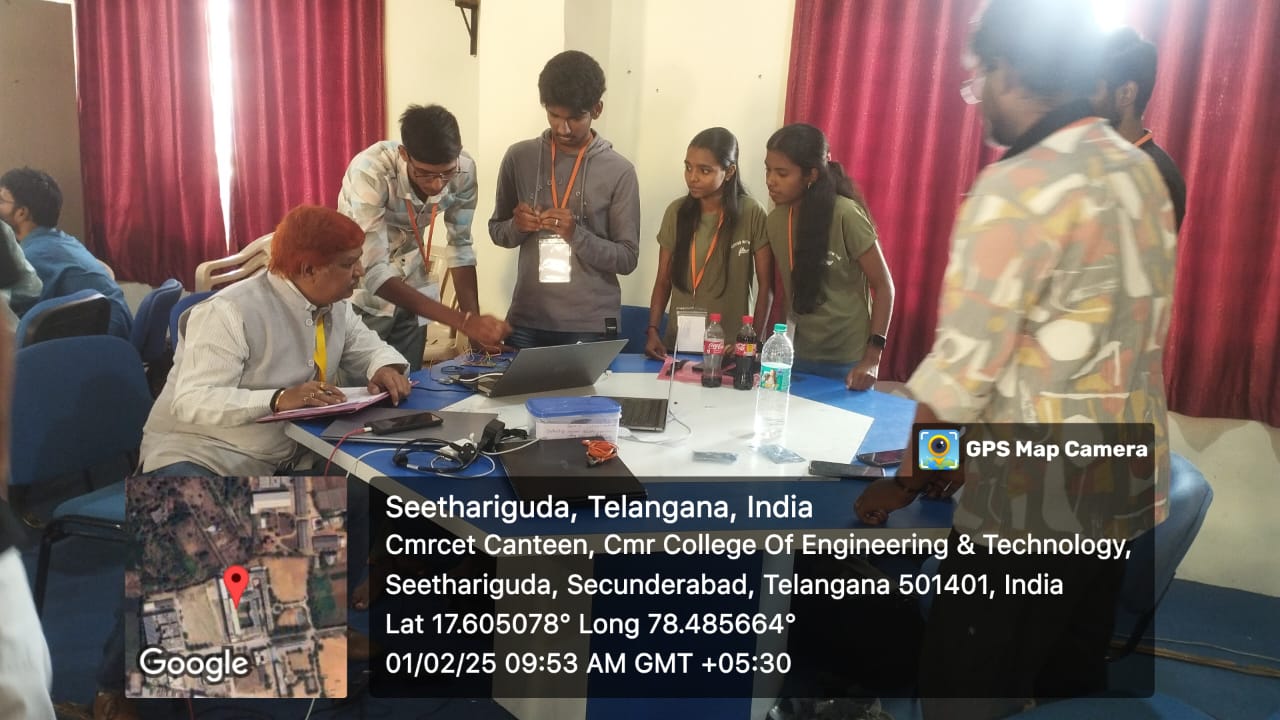 GPS Map Camera
Seethariguda, Telangana, India
Cmrcet Canteen, Cmr College Of Engineering & Technology,
Seethariguda, Secunderabad, Telangana 501401, India
Lat 17.605078° Long 78.485664°
01/02/25 09:53 AM GMT +05:30
Google